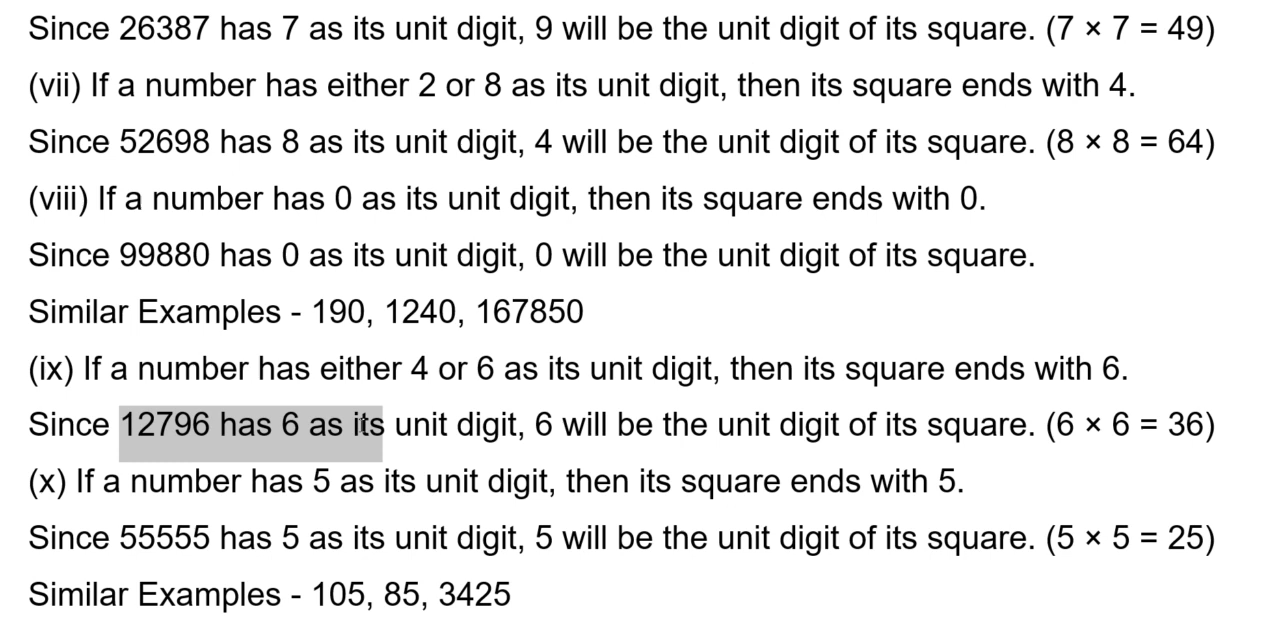 Since 26387 has 7 as its unit digit, 9 will be the unit digit of its square. (7 × 7 = 49)
(vii) If a number has either 2 or 8 as its unit digit, then its square ends with 4.
Since 52698 has 8 as its unit digit, 4 will be the unit digit of its square. (8 × 8 = 64)
(viii) If a number has 0 as its unit digit, then its square ends with 0.
Since 99880 has 0 as its unit digit, 0 will be the unit digit of its square.
Similar Examples - 190, 1240, 167850
(ix) If a number has either 4 or 6 as its unit digit, then its square ends with 6.
Since 12796 has 6 as its unit digit, 6 will be the unit digit of its square. (6 × 6 = 36)
(x) If a number has 5 as its unit digit, then its square ends with 5.
Since 55555 has 5 as its unit digit, 5 will be the unit digit of its square. (5 × 5 = 25)
Similar Examples - 105, 85, 3425